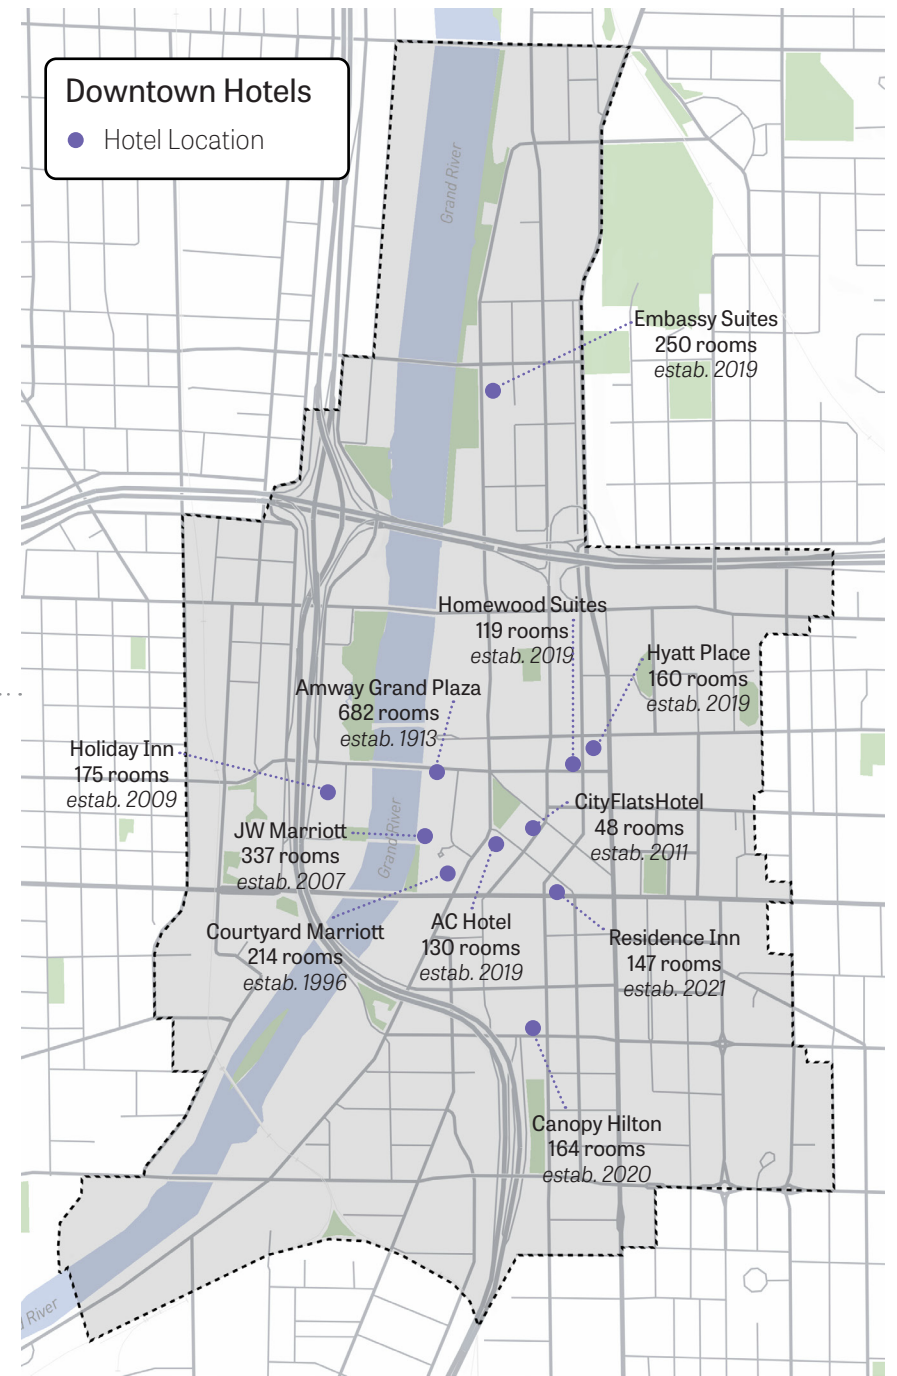 Downtown Hotels
Hotel Location
Grand River
Embassy Suites
250 rooms
estab. 2019
Homewood Suites
119 rooms
estab. 2019
Hyatt Place
160 rooms
estab. 2019
Amway Grand Plaza
682 rooms
estab. 1913
Holiday Inn
175 rooms
estab. 2009
CityFlatsHotel
48 rooms
estab. 2011
JW Marriott
337 rooms
estab. 2007
Grand River
Courtyard Marriott
214 rooms
estab. 1996
AC Hotel
130 rooms
estab. 2019
Residence Inn
147 rooms
estab. 2021
Canopy Hilton
164 rooms
estab. 2020
River